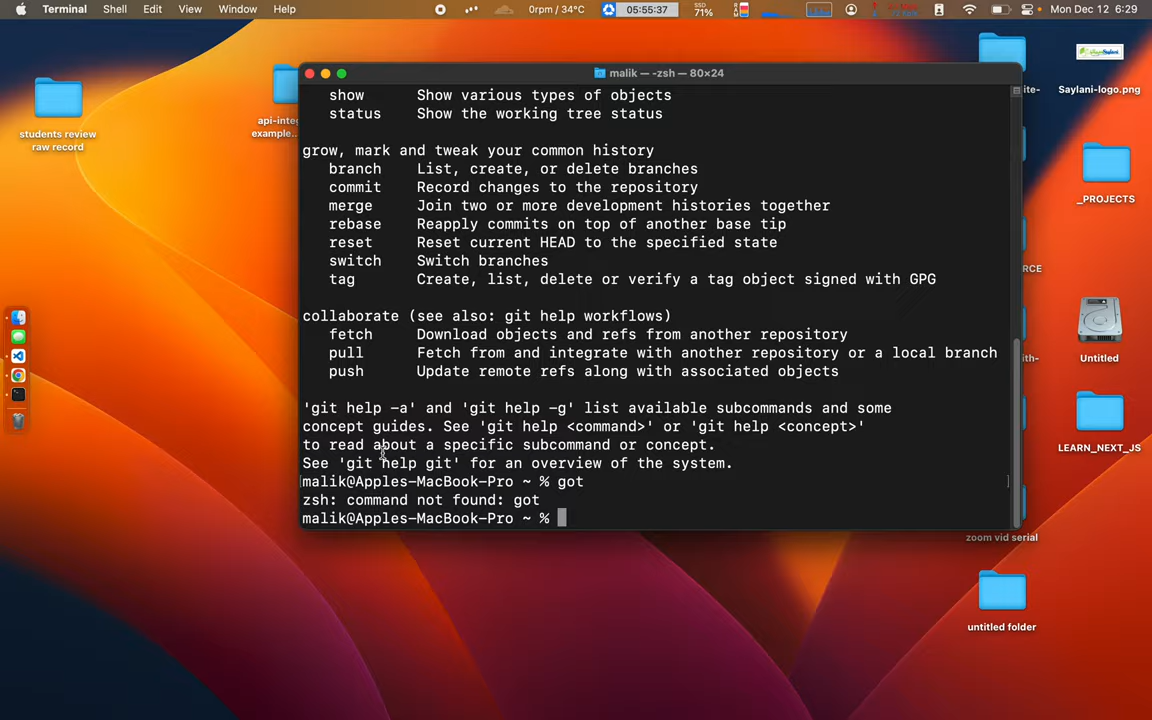 Terminal Shell Edit View Window Help 0rpm / 34°C 05:55:37 SSD 71% Mon Dec 12 6:29
malik — -zsh — 80×24
show Show various types of objects
status Show the working tree status
grow, mark and tweak your common history
branch List, create, or delete branches
commit Record changes to the repository
merge Join two or more development histories together
rebase Reapply commits on top of another base tip
reset Reset current HEAD to the specified state
switch Switch branches
tag Create, list, delete or verify a tag object signed with GPG
collaborate (see also: git help workflows)
fetch Download objects and refs from another repository
pull Fetch from and integrate with another repository or a local branch
push Update remote refs along with associated objects
'git help -a' and 'git help -g' list available subcommands and some
concept guides. See 'git help <command>' or 'git help <concept>'
to read about a specific subcommand or concept.
See 'git help git' for an overview of the system.
[malik@Apples-MacBook-Pro ~ % got ]
zsh: command not found: got
malik@Apples-MacBook-Pro ~ %
students review
raw record
api-inte
example...
ite-
Saylani-logo.png
_PROJECTS
RCE
Untitled
ith-
LEARN_NEXT_JS
zoom vid serial
untitled folder